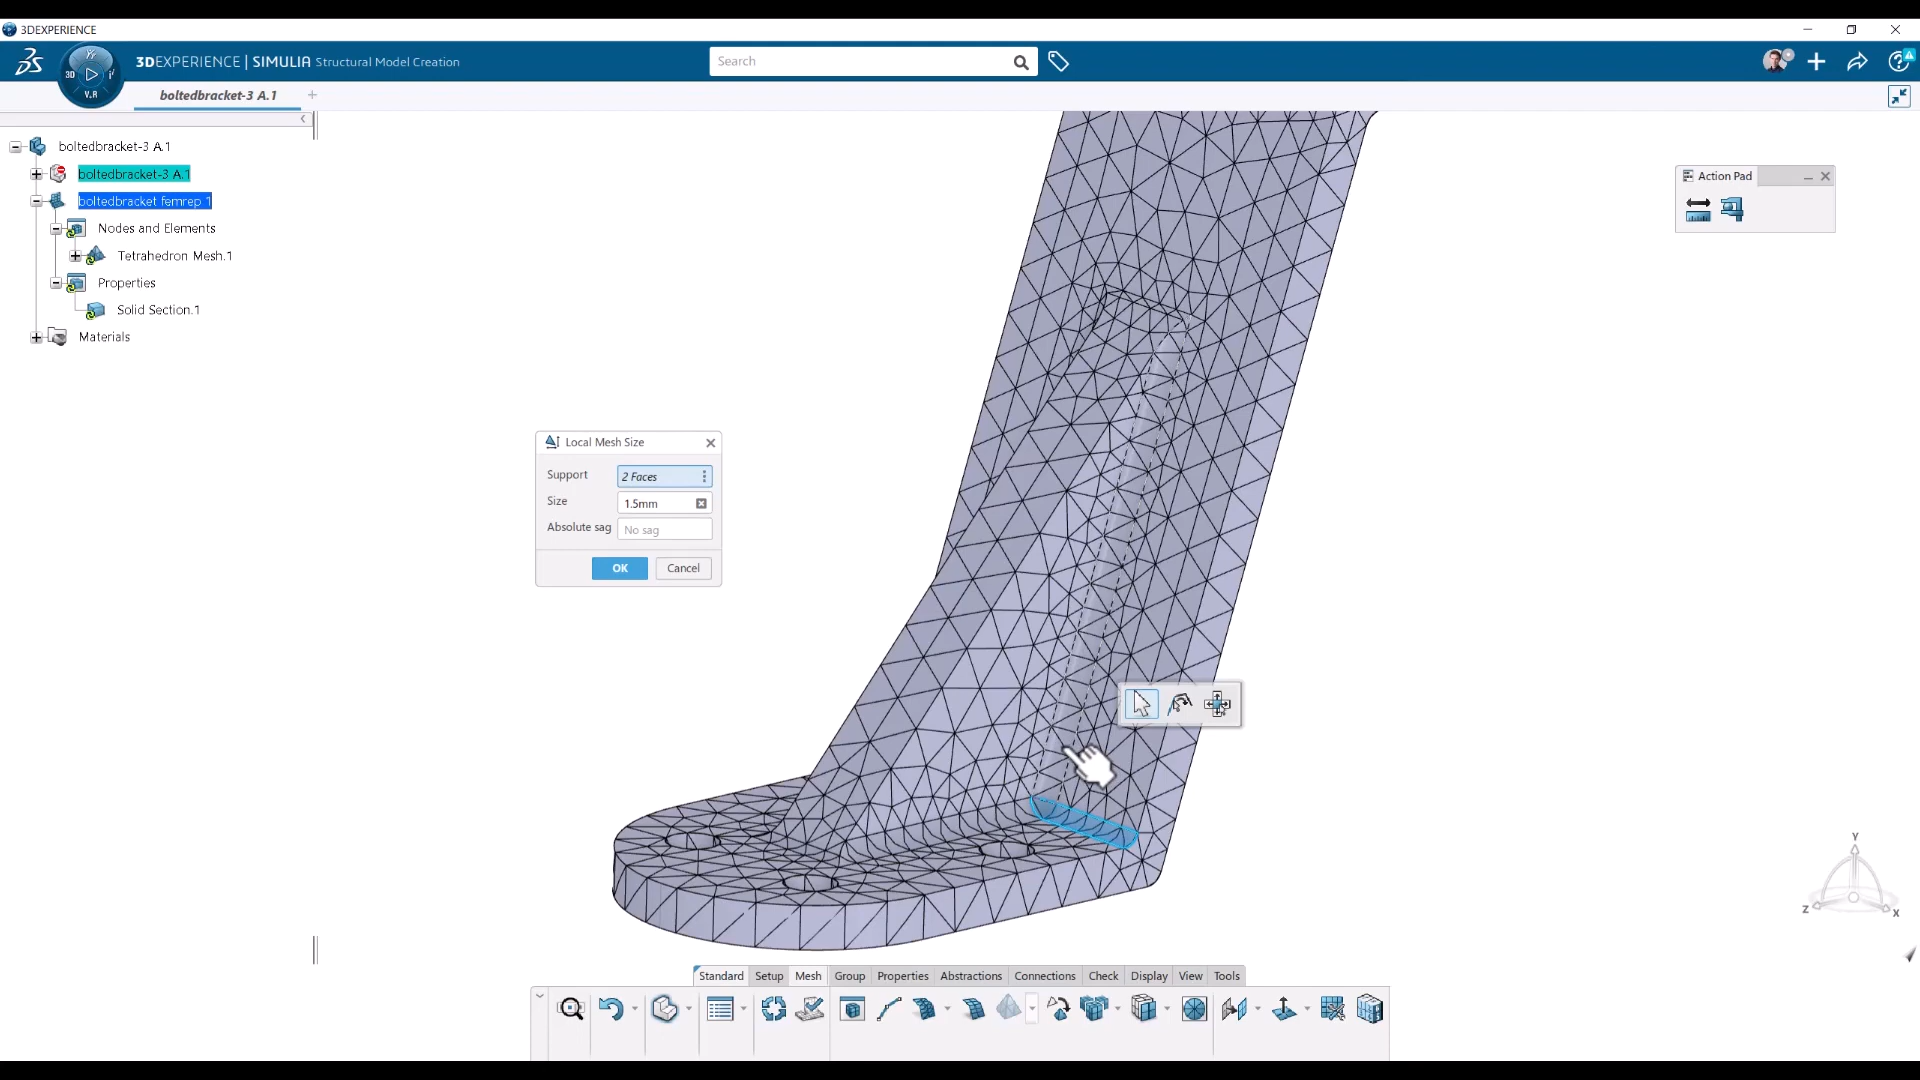 3DEXPERIENCE
3DEXPERIENCE | SIMULIA Structural Model Creation
Search
3D
V.R
boltedbracket-3 A.1
boltedbracket-3 A.1
boltedbracket-3 A.1
boltedbracket femrep 1
Nodes and Elements
Tetrahedron Mesh.1
Properties
Solid Section.1
Materials
Action Pad
Local Mesh Size
Support 2 Faces
Size 1.5mm
Absolute sag No sag
OK Cancel
Y
Z X
Standard Setup Mesh Group Properties Abstractions Connections Check Display View Tools